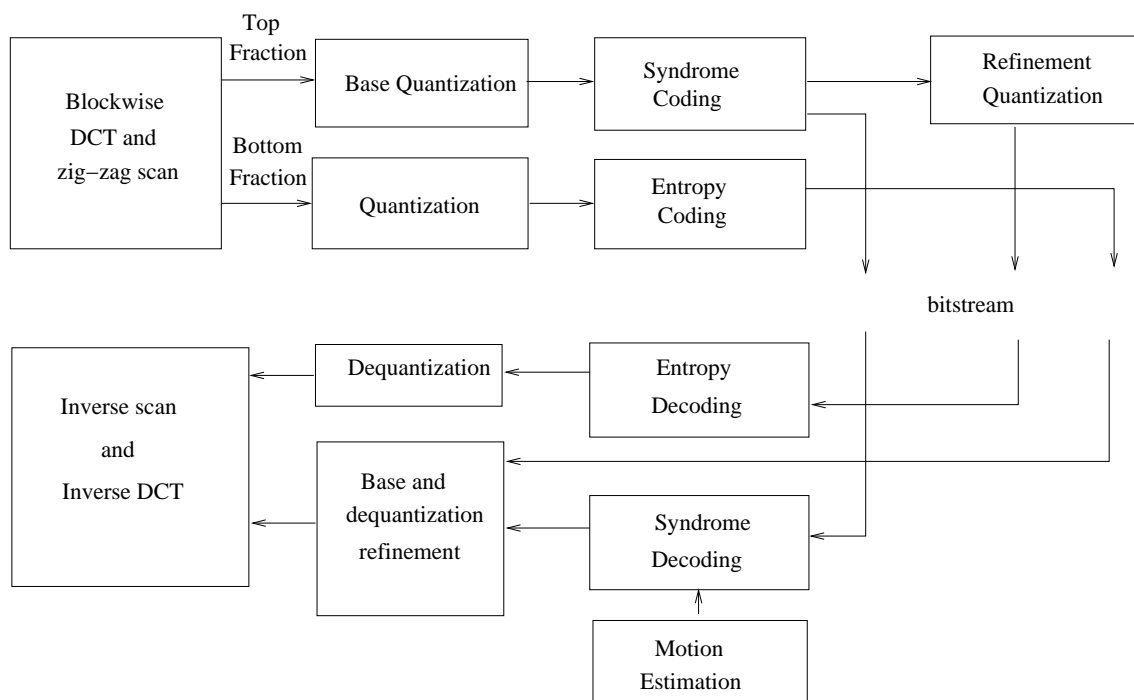 Top
Fraction
Blockwise
DCT and
zig−zag scan
Base Quantization
Syndrome
Coding
Refinement
Quantization
Bottom
Fraction
Quantization
Entropy
Coding
bitstream
Inverse scan
and
Inverse DCT
Dequantization
Entropy
Decoding
Base and
dequantization
refinement
Syndrome
Decoding
Motion
Estimation